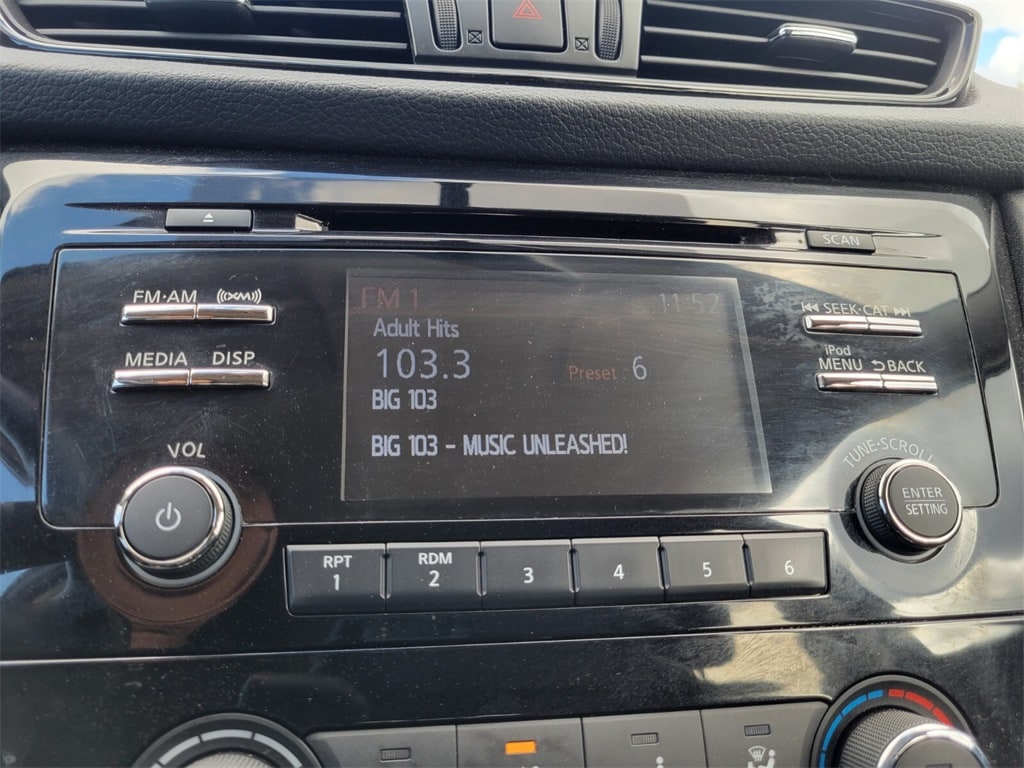 SCAN
FM·AM
((XM))
SEEK·CAT
MEDIA
DISP
iPod
MENU
BACK
FM 1
11:52
Adult Hits
103.3
Preset 6
BIG 103
BIG 103 - MUSIC UNLEASHED!
VOL
TUNE·SCROLL
ENTER
SETTING
RPT
1
RDM
2
3
4
5
6